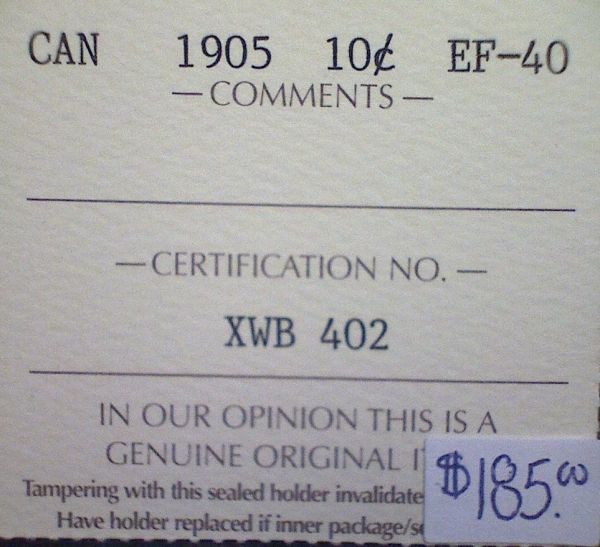 CAN 1905 10¢ EF-40
— COMMENTS —
— CERTIFICATION NO. —
XWB 402
IN OUR OPINION THIS IS A
GENUINE ORIGINAL
Tampering with this sealed holder invalidate
Have holder replaced if inner
$185.00